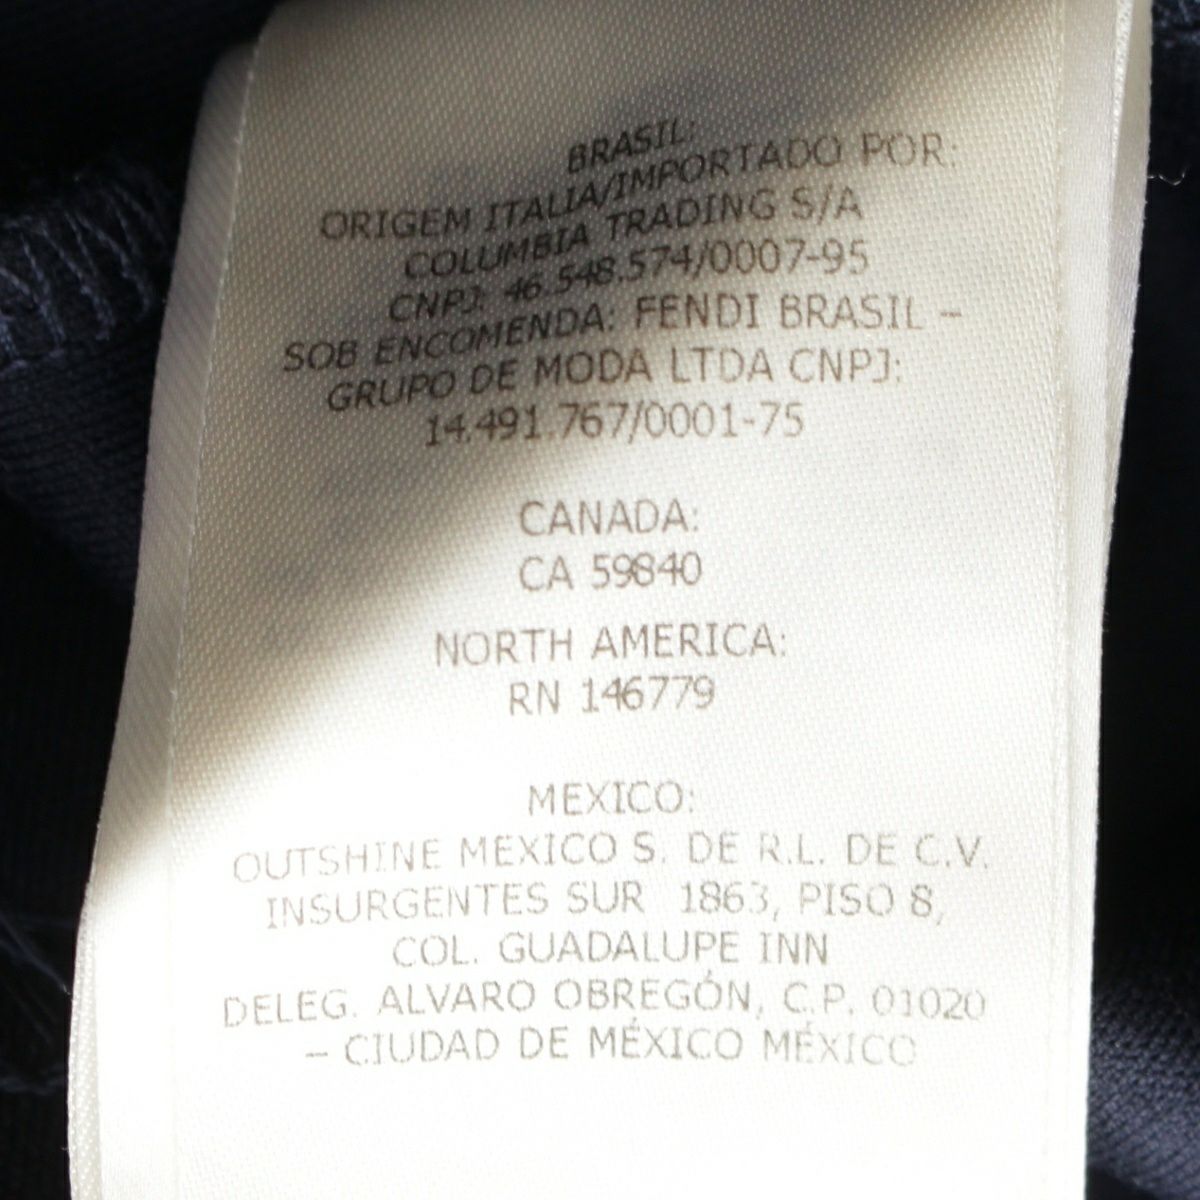 BRASIL:
ORIGEM ITALIA/IMPORTADO POR:
COLUMBIA TRADING S/A
CNPJ: 46.548.574/0007-95
SOB ENCOMENDA: FENDI BRASIL –
GRUPO DE MODA LTDA CNPJ:
14.491.767/0001-75
CANADA:
CA 59840
NORTH AMERICA:
RN 146779
MEXICO:
OUTSHINE MEXICO S. DE R.L. DE C.V.
INSURGENTES SUR 1863, PISO 8,
COL. GUADALUPE INN
DELEG. ALVARO OBREGÓN, C.P. 01020
– CIUDAD DE MÉXICO MÉXICO